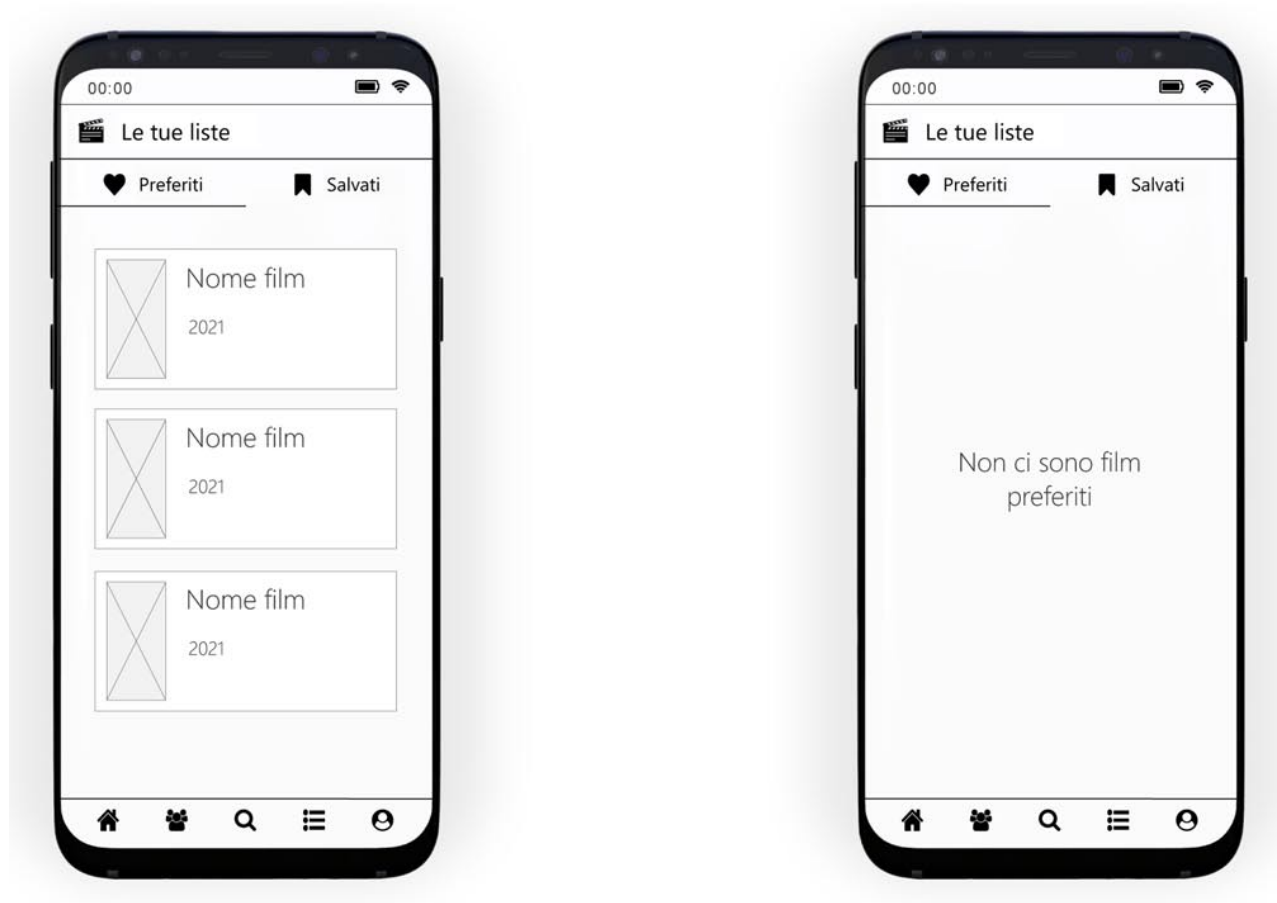 00:00
Le tue liste
Preferiti
Salvati
Nome film
2021
Nome film
2021
Nome film
2021
00:00
Le tue liste
Preferiti
Salvati
Non ci sono film
preferiti